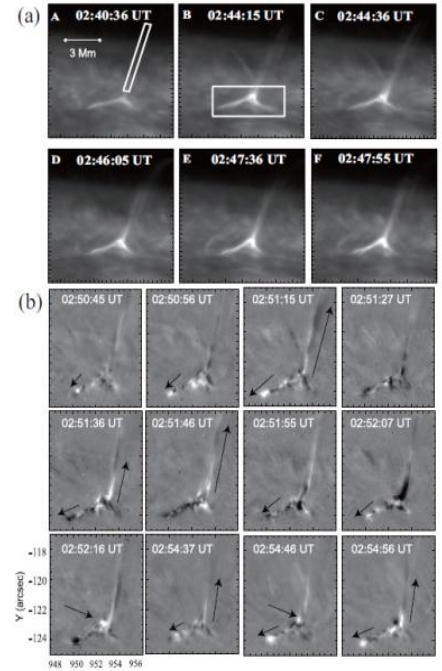 (a)
A 02:40:36 UT
B 02:44:15 UT
C 02:44:36 UT
3 Mm
D 02:46:05 UT
E 02:47:36 UT
F 02:47:55 UT
(b)
02:50:45 UT
02:50:56 UT
02:51:15 UT
02:51:27 UT
02:51:36 UT
02:51:46 UT
02:51:55 UT
02:52:07 UT
02:52:16 UT
02:54:37 UT
02:54:46 UT
02:54:56 UT
Y (arcsec)
-118
-120
-122
-124
948 950 952 954 956